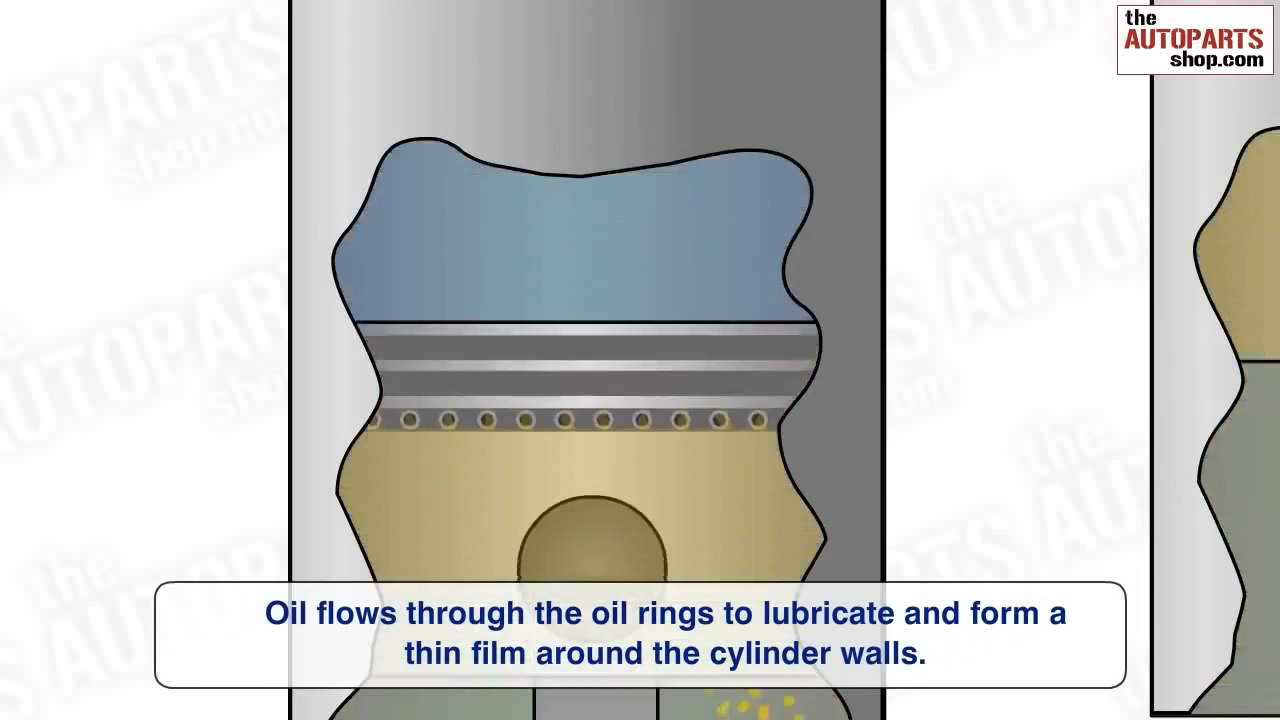 the
AUTOPARTS
shop.com
Oil flows through the oil rings to lubricate and form a
thin film around the cylinder walls.